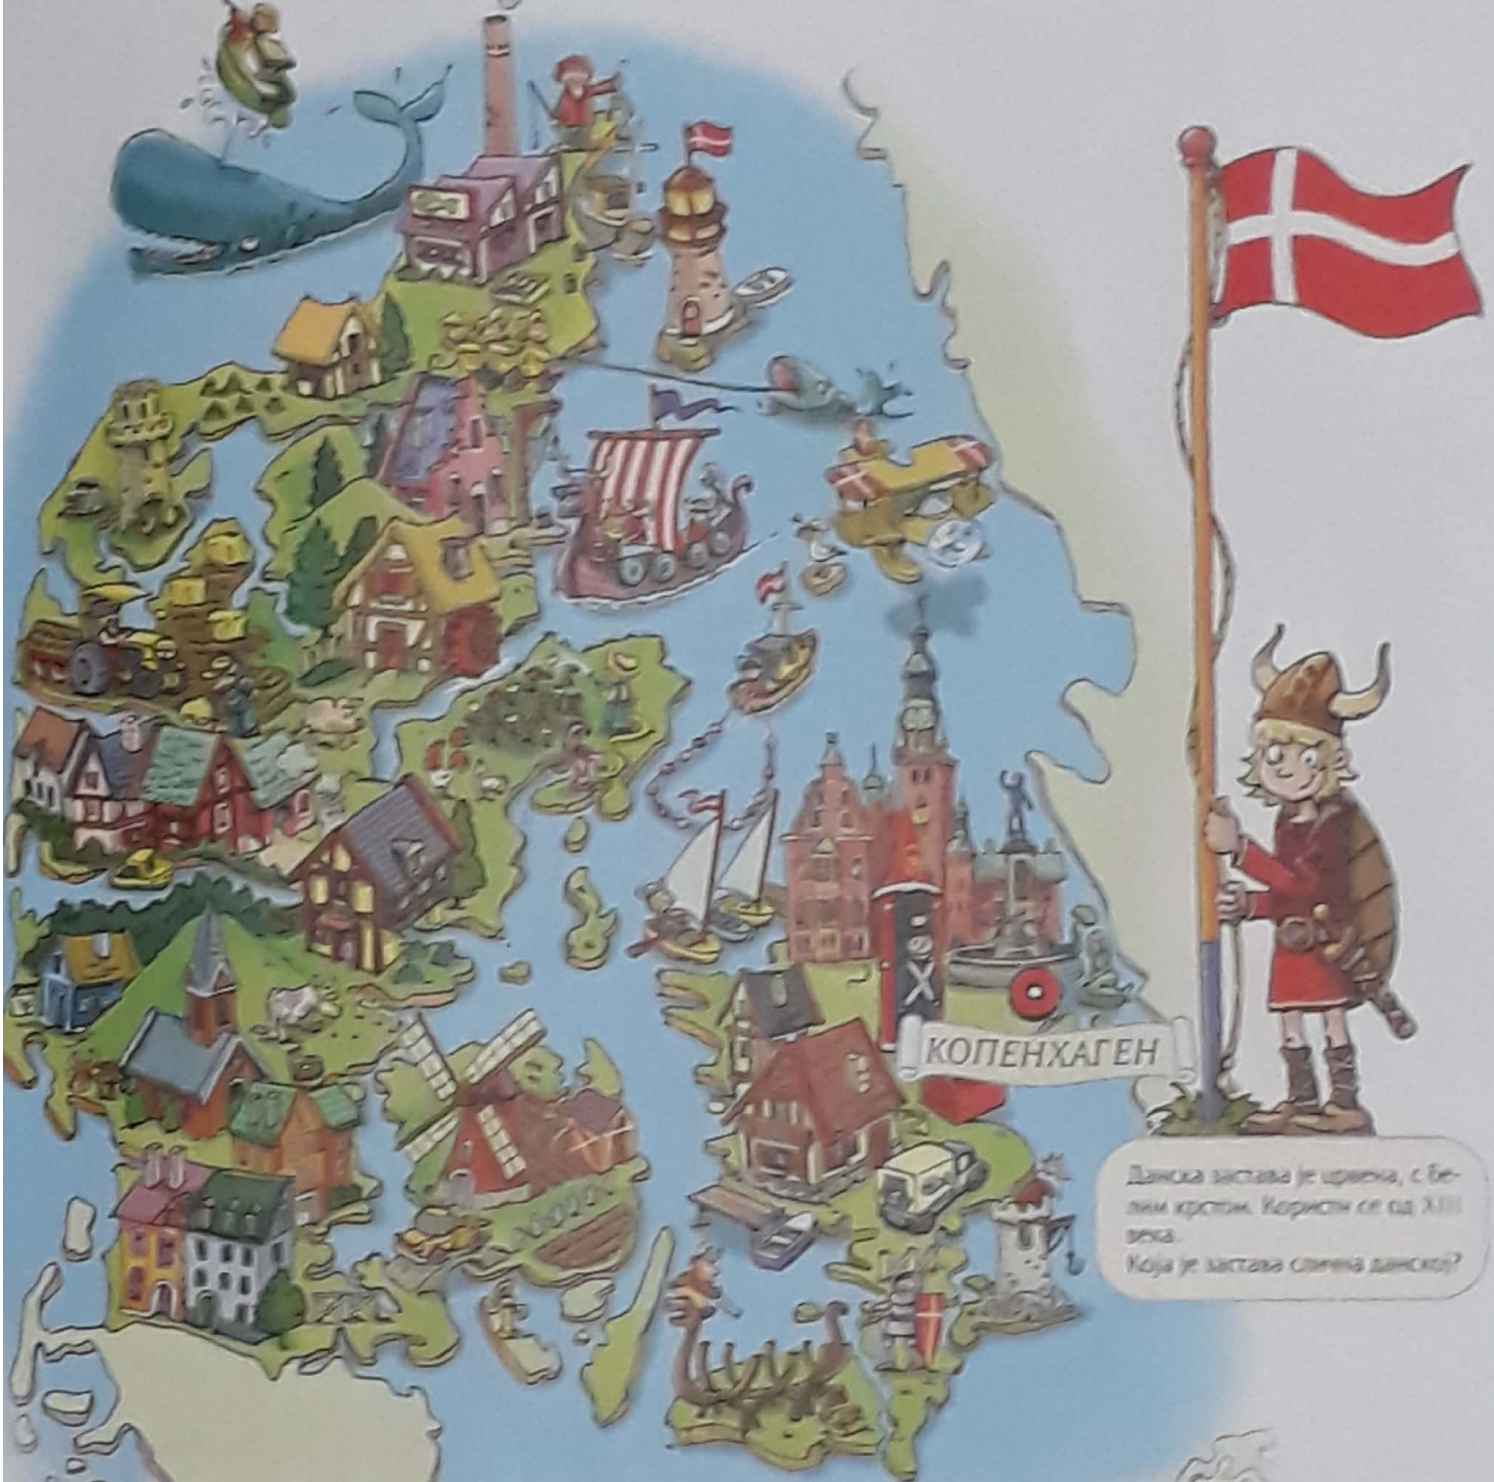 КОПЕНХАГЕН
Данска застава је црвена, с бе-
лим крстом. Користи се од XIII
века.
Која је застава слична данској?